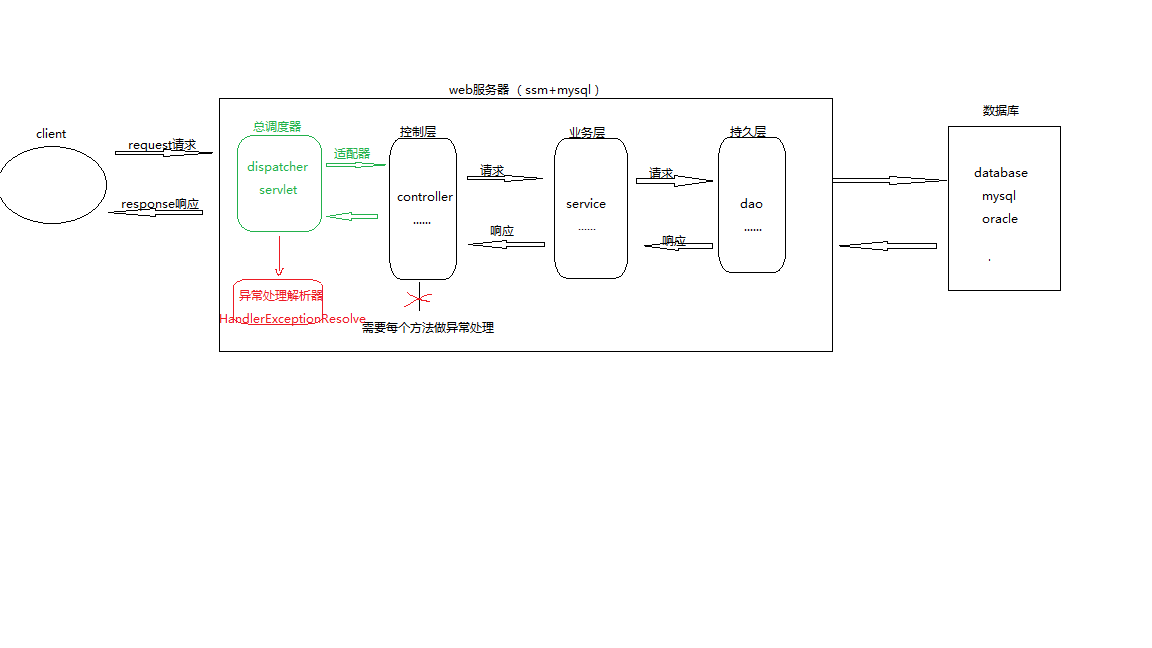 web服务器（ssm+mysql）
数据库
client
总调度器
控制层
业务层
持久层
request请求
适配器
dispatcher
servlet
请求
请求
database
mysql
oracle
controller
......
service
......
dao
......
response响应
响应
响应
异常处理解析器
HandlerExceptionResolve
需要每个方法做异常处理